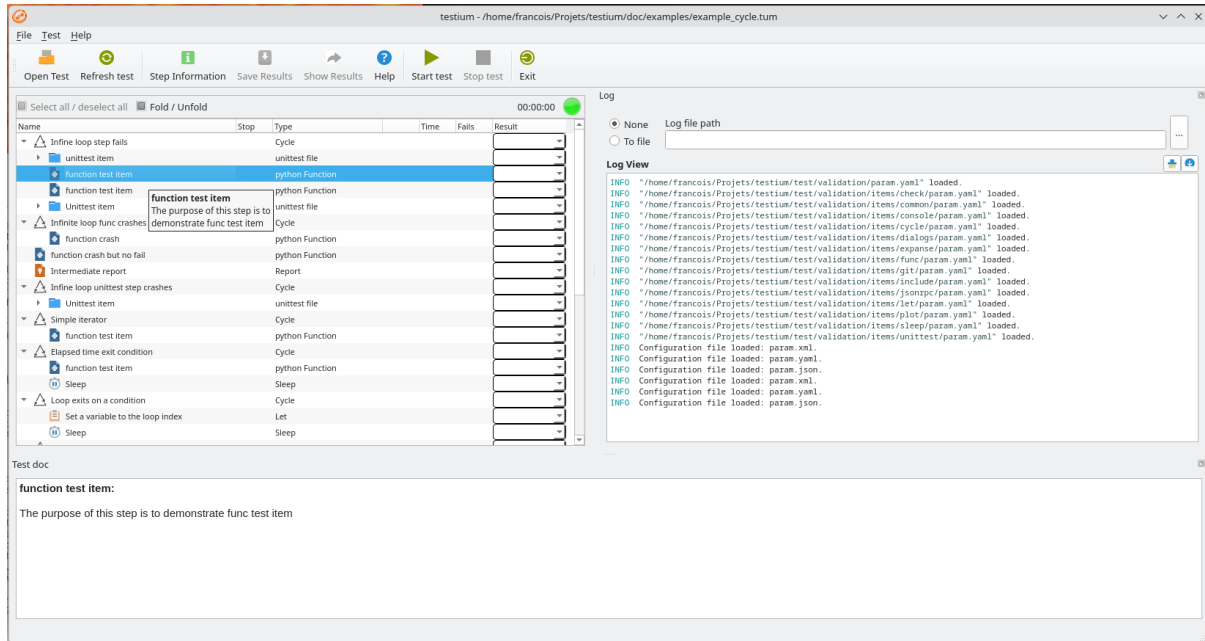 testium - /home/francois/Projets/testium/doc/examples/example_cycle.tum
File Test Help
Open Test Refresh test Step Information Save Results Show Results Help Start test Stop test Exit
Select all / deselect all Fold / Unfold 00:00:00
Name Stop Type Time Fails Result
Infine loop step fails Cycle
unittest item unittest file
function test item python Function
function test item python Function
Unittest item unittest file
Infinite loop func crashes Cycle
function crash python Function
function crash but no fail python Function
Intermediate report Report
Infine loop unittest step crashes Cycle
Unittest item unittest file
Simple iterator Cycle
function test item python Function
Elapsed time exit condition Cycle
function test item python Function
Sleep Sleep
Loop exits on a condition Cycle
Set a variable to the loop index Let
Sleep Sleep
function test item
The purpose of this step is to
demonstrate func test item
Log
None Log file path
To file ...
Log View
INFO "/home/francois/Projets/testium/test/validation/param.yaml" loaded.
INFO "/home/francois/Projets/testium/test/validation/items/check/param.yaml" loaded.
INFO "/home/francois/Projets/testium/test/validation/items/common/param.yaml" loaded.
INFO "/home/francois/Projets/testium/test/validation/items/console/param.yaml" loaded.
INFO "/home/francois/Projets/testium/test/validation/items/cycle/param.yaml" loaded.
INFO "/home/francois/Projets/testium/test/validation/items/dialogs/param.yaml" loaded.
INFO "/home/francois/Projets/testium/test/validation/items/expanse/param.yaml" loaded.
INFO "/home/francois/Projets/testium/test/validation/items/func/param.yaml" loaded.
INFO "/home/francois/Projets/testium/test/validation/items/git/param.yaml" loaded.
INFO "/home/francois/Projets/testium/test/validation/items/include/param.yaml" loaded.
INFO "/home/francois/Projets/testium/test/validation/items/jsonrpc/param.yaml" loaded.
INFO "/home/francois/Projets/testium/test/validation/items/let/param.yaml" loaded.
INFO "/home/francois/Projets/testium/test/validation/items/plot/param.yaml" loaded.
INFO "/home/francois/Projets/testium/test/validation/items/sleep/param.yaml" loaded.
INFO "/home/francois/Projets/testium/test/validation/items/unittest/param.yaml" loaded.
INFO Configuration file loaded: param.xml.
INFO Configuration file loaded: param.yaml.
INFO Configuration file loaded: param.json.
INFO Configuration file loaded: param.xml.
INFO Configuration file loaded: param.yaml.
INFO Configuration file loaded: param.json.
Test doc
function test item:
The purpose of this step is to demonstrate func test item